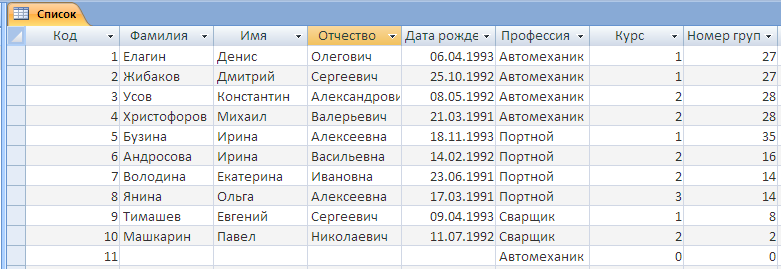 Список
Код Фамилия Имя Отчество Дата рожде Профессия Курс Номер груп
1 Елагин Денис Олегович 06.04.1993 Автомеханик 1 27
2 Жибаков Дмитрий Сергеевич 25.10.1992 Автомеханик 1 27
3 Усов Константин Александрови 08.05.1992 Автомеханик 2 28
4 Христофоров Михаил Валерьевич 21.03.1991 Автомеханик 2 28
5 Бузина Ирина Алексеевна 18.11.1993 Портной 1 35
6 Андросова Ирина Васильевна 14.02.1992 Портной 2 16
7 Володина Екатерина Ивановна 23.06.1991 Портной 2 14
8 Янина Ольга Алексеевна 17.03.1991 Портной 3 14
9 Тимашев Евгений Сергеевич 09.04.1993 Сварщик 1 8
10 Машкарин Павел Николаевич 11.07.1992 Сварщик 2 2
11 Автомеханик 0 0